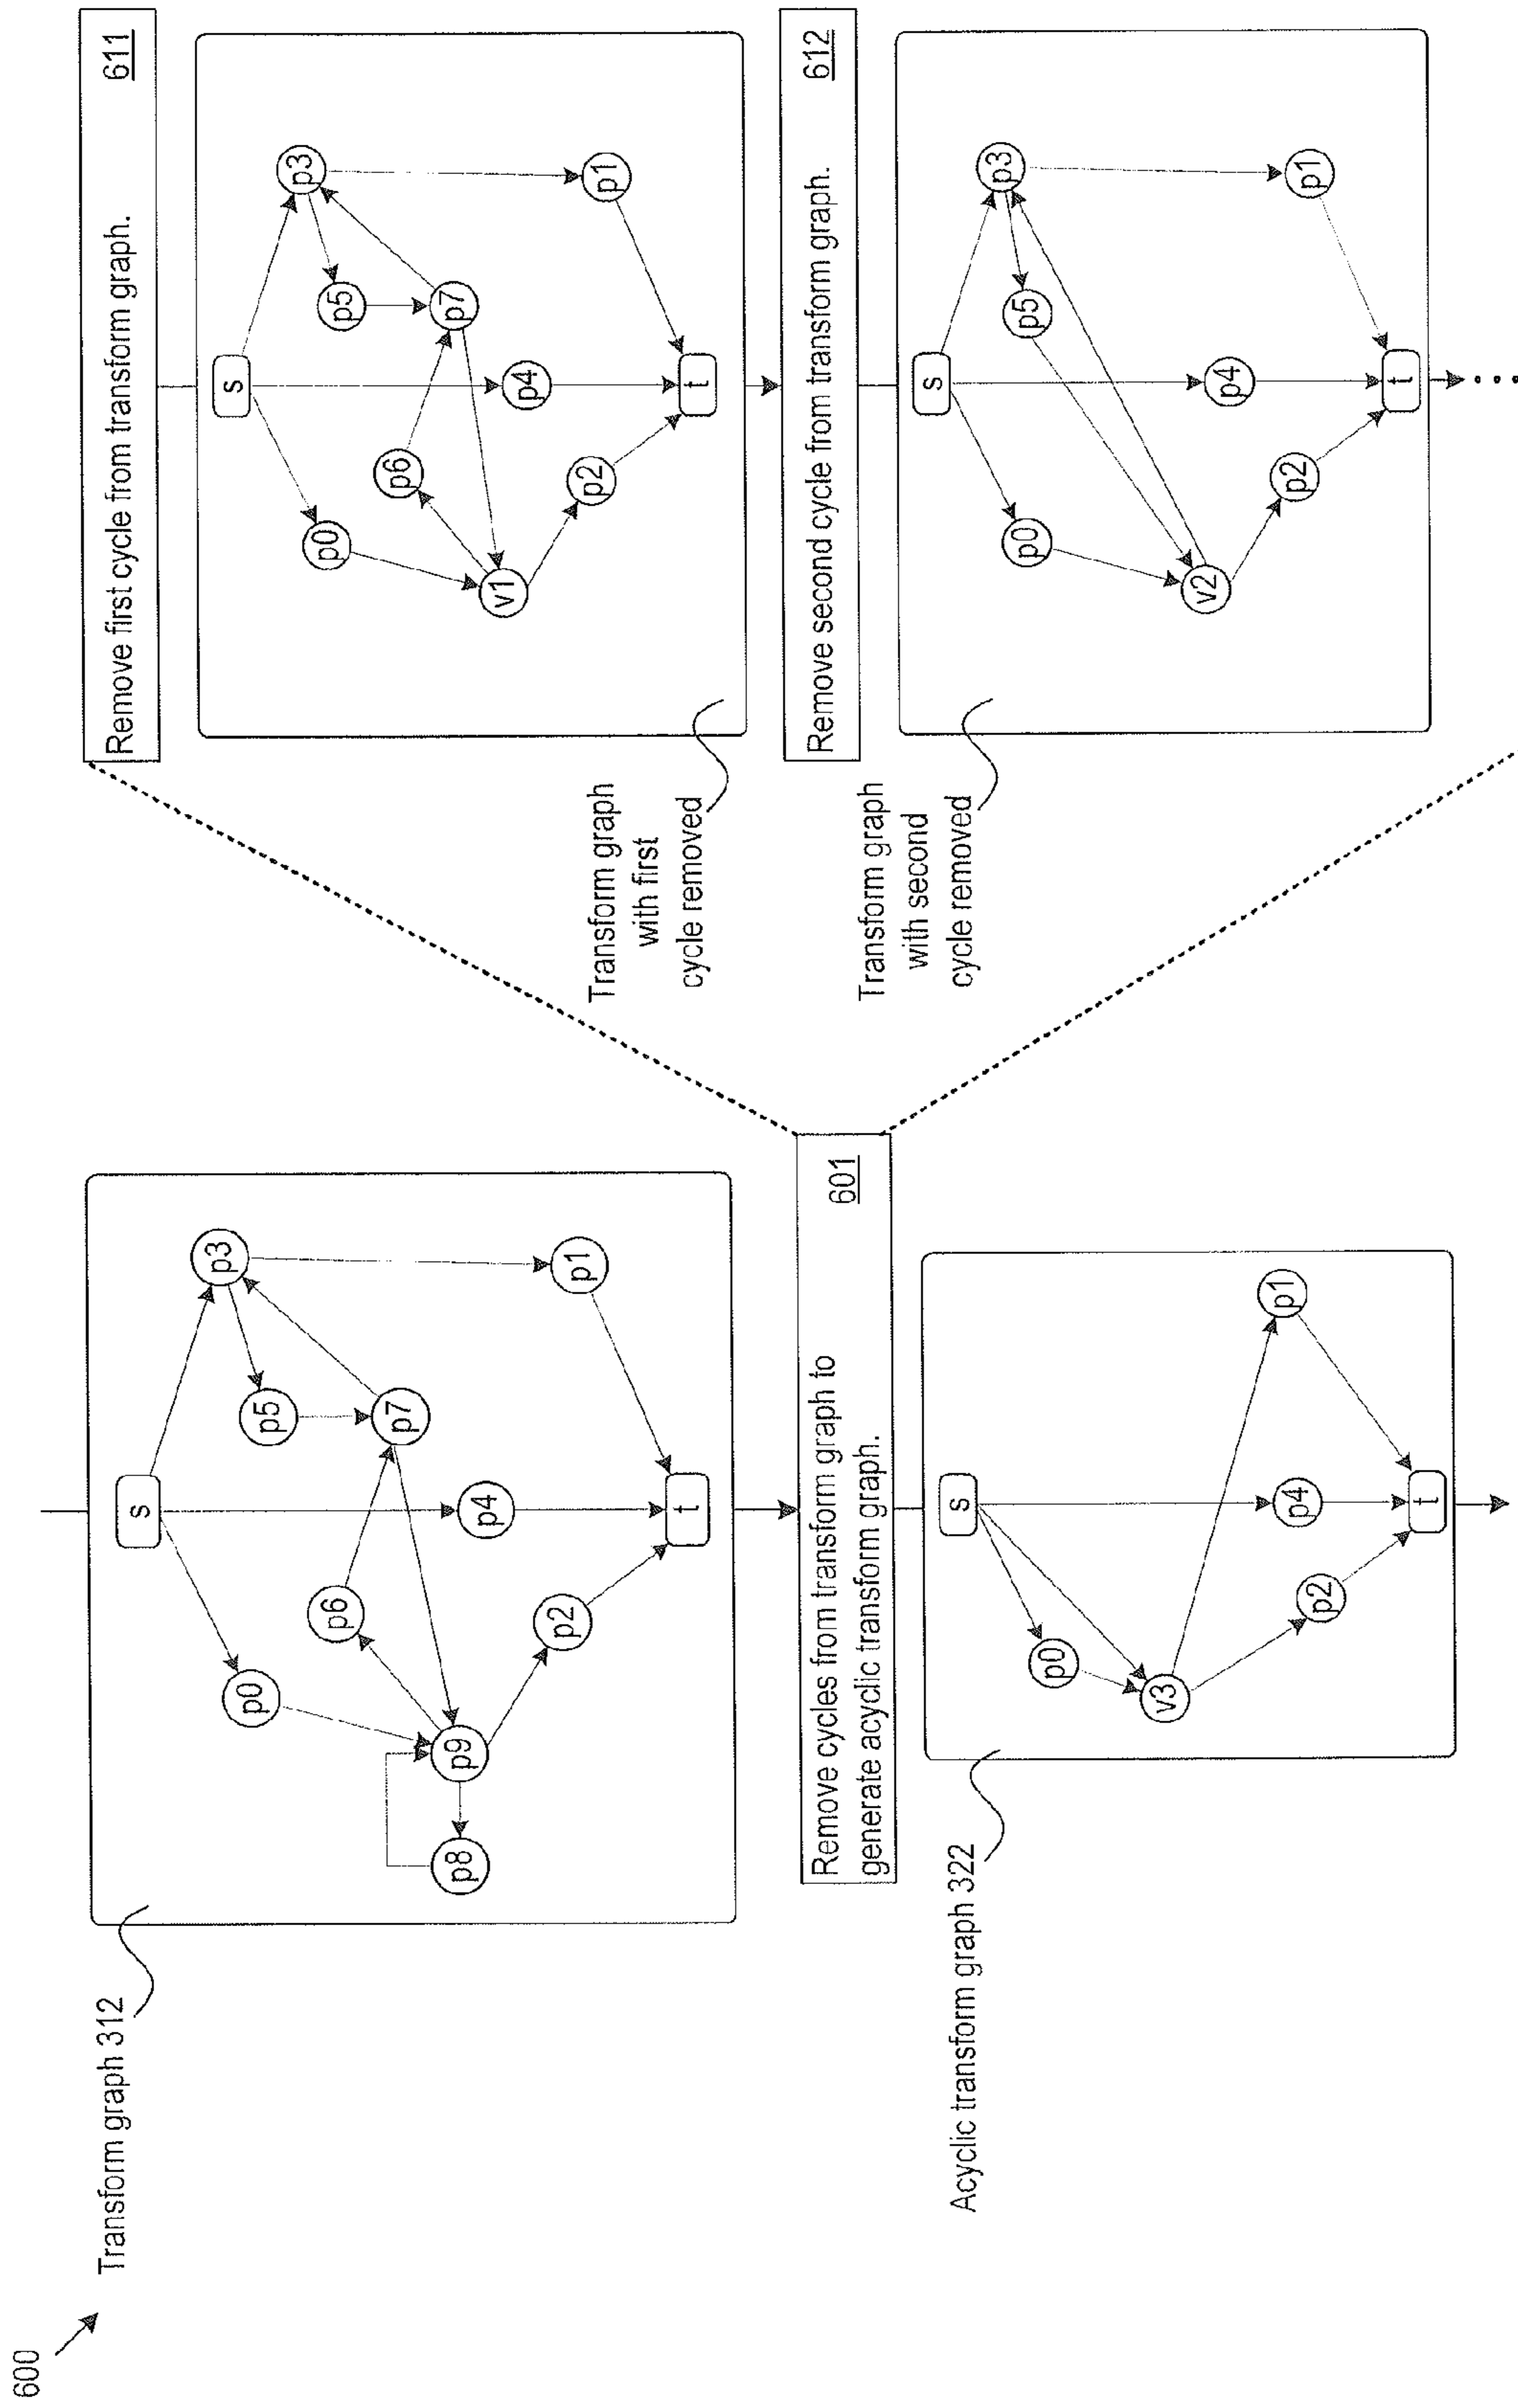 600
Transform graph 312
s
p3
p0
p5
p6
p7
p9
p8
p4
p2
p1
t
Remove cycles from transform graph to
generate acyclic transform graph.
601
Acyclic transform graph 322
s
p0
v3
p4
p1
p2
t
Remove first cycle from transform graph.
611
s
p3
p0
p5
p6
p7
v1
p4
p2
p1
t
Transform graph
with first
cycle removed
Remove second cycle from transform graph.
612
s
p3
p0
p5
v2
p4
p2
p1
t
Transform graph
with second
cycle removed